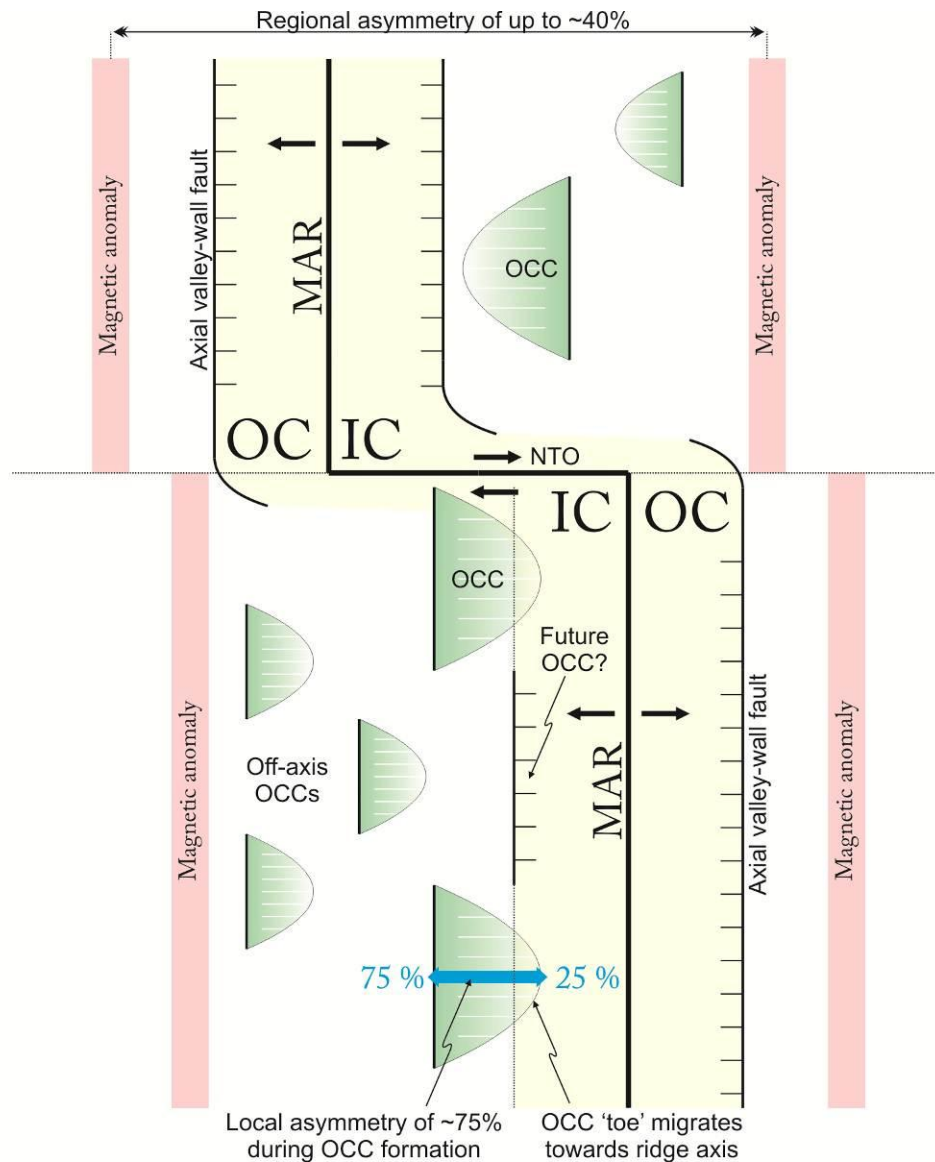 Regional asymmetry of up to ~40%
Magnetic anomaly
Axial valley-wall fault
MAR
OCC
Magnetic anomaly
OC
IC
NTO
IC
OC
OCC
Future
OCC?
Magnetic anomaly
Off-axis
OCCs
MAR
Axial valley-wall fault
Magnetic anomaly
75 %
25 %
Local asymmetry of ~75%
during OCC formation
OCC ‘toe’ migrates
towards ridge axis